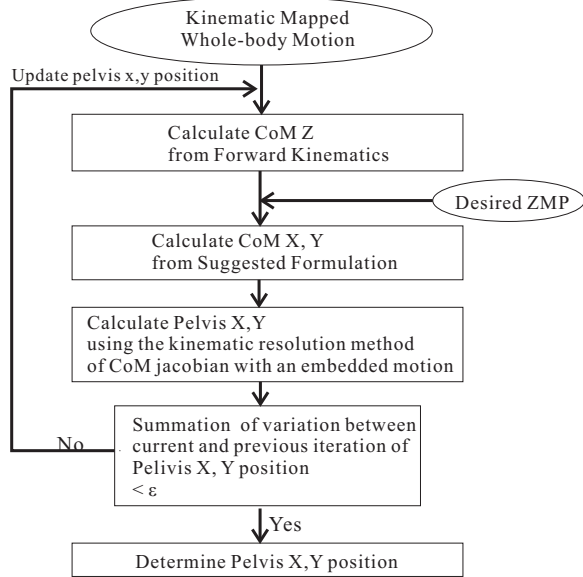 Kinematic Mapped
Whole-body Motion
Update pelvis x,y position
Calculate CoM Z
from Forward Kinematics
Desired ZMP
Calculate CoM X, Y
from Suggested Formulation
Calculate Pelvis X,Y
using the kinematic resolution method
of CoM jacobian with an embedded motion
Summation of variation between
current and previous iteration of
Pelivis X, Y position
< ε
No
Yes
Determine Pelvis X,Y position